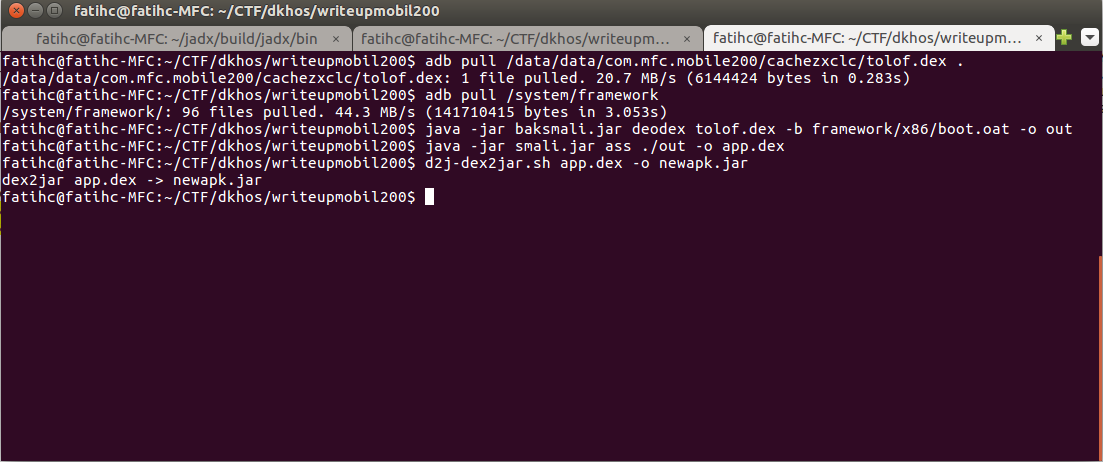 fatihc@fatihc-MFC: ~/CTF/dkhos/writeupmobil200
fatihc@fatihc-MFC: ~/jadx/build/jadx/bin × fatihc@fatihc-MFC: ~/CTF/dkhos/writeupm... × fatihc@fatihc-MFC: ~/CTF/dkhos/writeupm... ×
fatihc@fatihc-MFC:~/CTF/dkhos/writeupmobil200$ adb pull /data/data/com.mfc.mobile200/cachezxclc/tolof.dex .
/data/data/com.mfc.mobile200/cachezxclc/tolof.dex: 1 file pulled. 20.7 MB/s (6144424 bytes in 0.283s)
fatihc@fatihc-MFC:~/CTF/dkhos/writeupmobil200$ adb pull /system/framework
/system/framework/: 96 files pulled. 44.3 MB/s (141710415 bytes in 3.053s)
fatihc@fatihc-MFC:~/CTF/dkhos/writeupmobil200$ java -jar baksmali.jar deodex tolof.dex -b framework/x86/boot.oat -o out
fatihc@fatihc-MFC:~/CTF/dkhos/writeupmobil200$ java -jar smali.jar ass ./out -o app.dex
fatihc@fatihc-MFC:~/CTF/dkhos/writeupmobil200$ d2j-dex2jar.sh app.dex -o newapk.jar
dex2jar app.dex -> newapk.jar
fatihc@fatihc-MFC:~/CTF/dkhos/writeupmobil200$